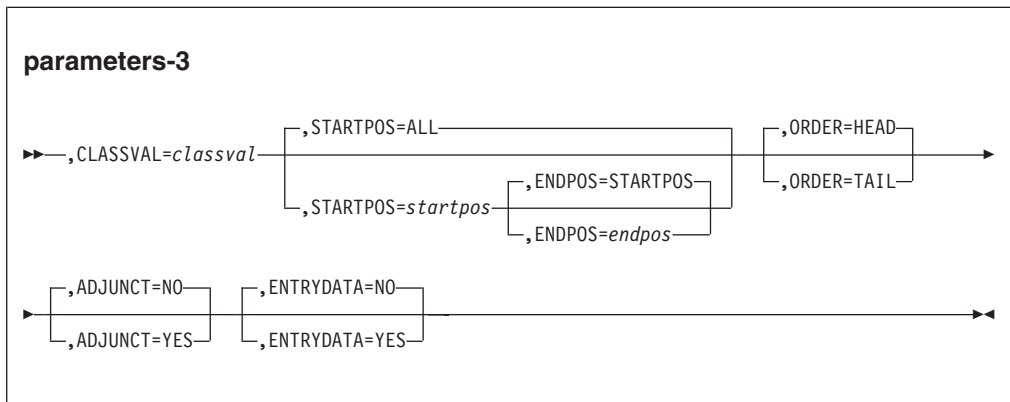 parameters-3
,STARTPOS=ALL ,ORDER=HEAD
,CLASSVAL=classval
,ENDPOS=STARTPOS ,ORDER=TAIL
,STARTPOS=startpos
,ENDPOS=endpos
,ADJUNCT=NO ,ENTRYDATA=NO
,ADJUNCT=YES ,ENTRYDATA=YES